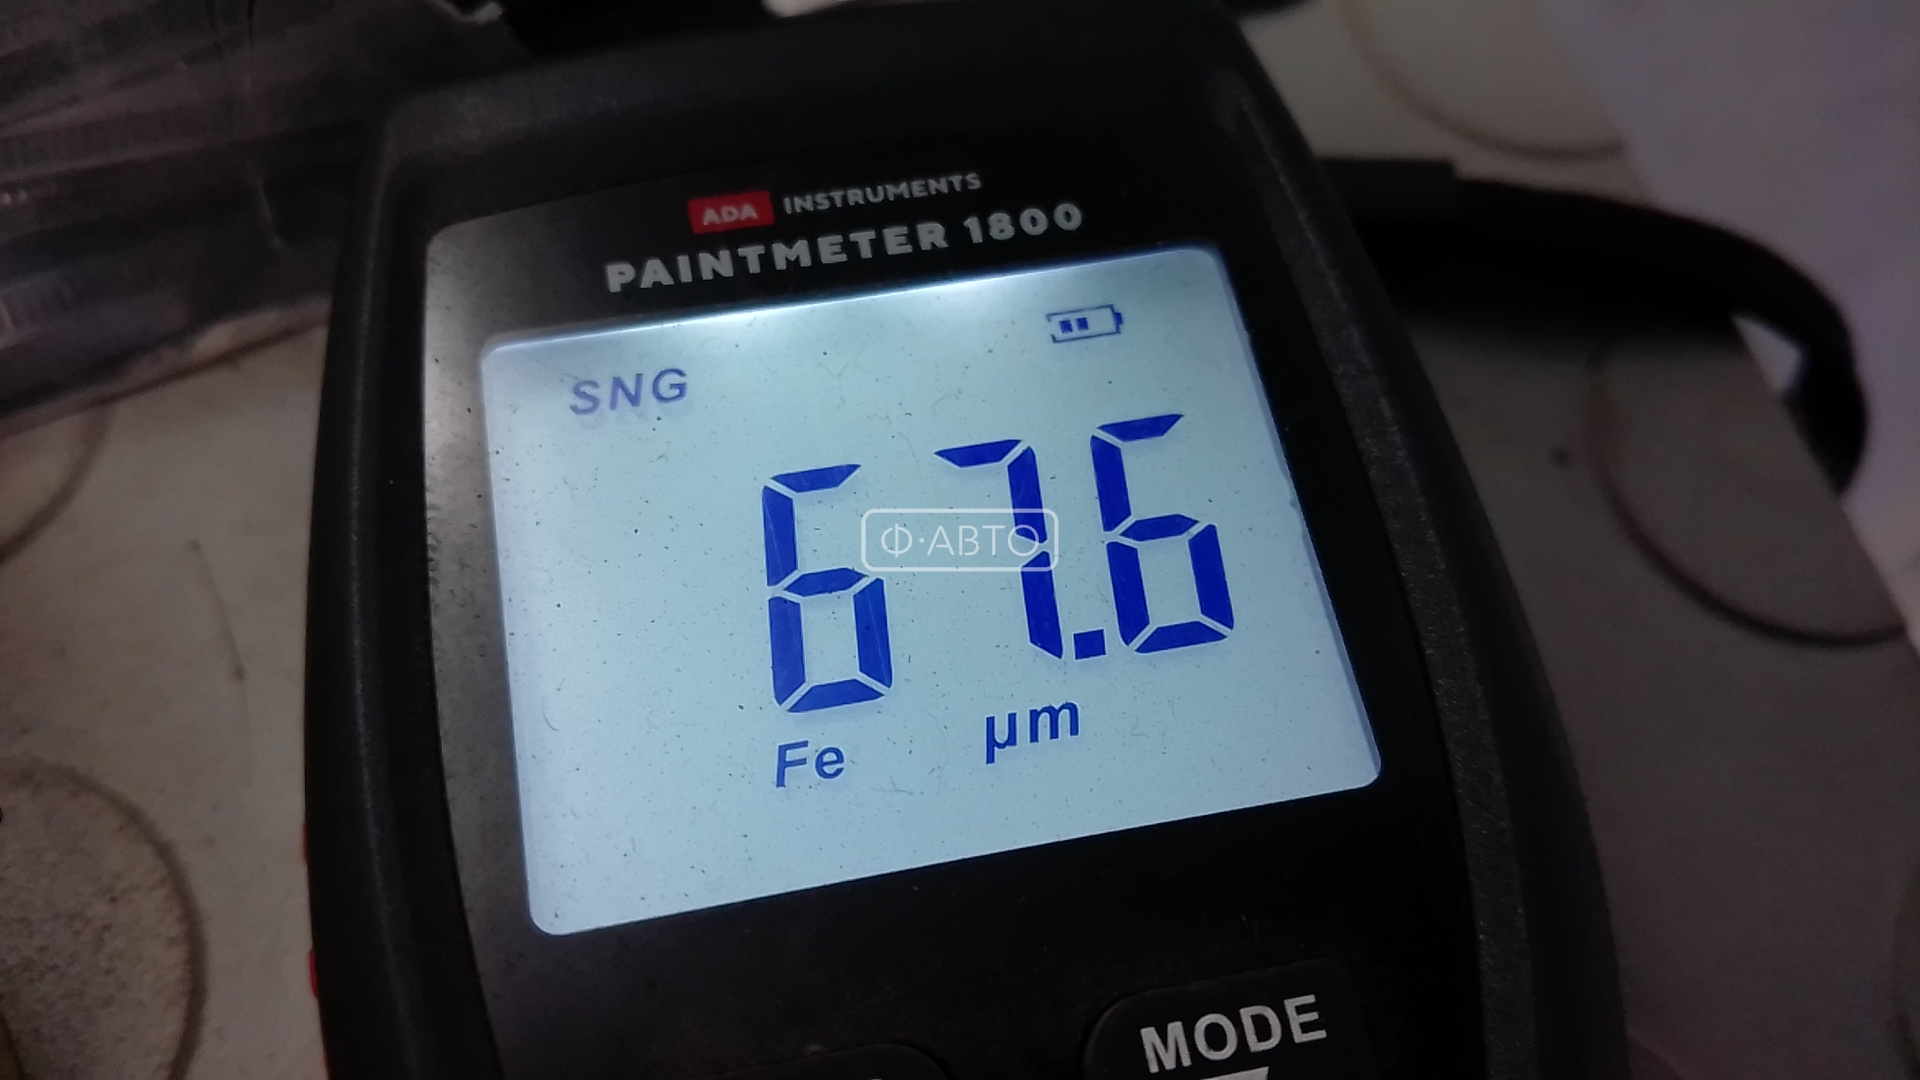 ADA INSTRUMENTS
PAINTMETER 1800
SNG
67.6
Ф·АВТО
Fe μm
MODE